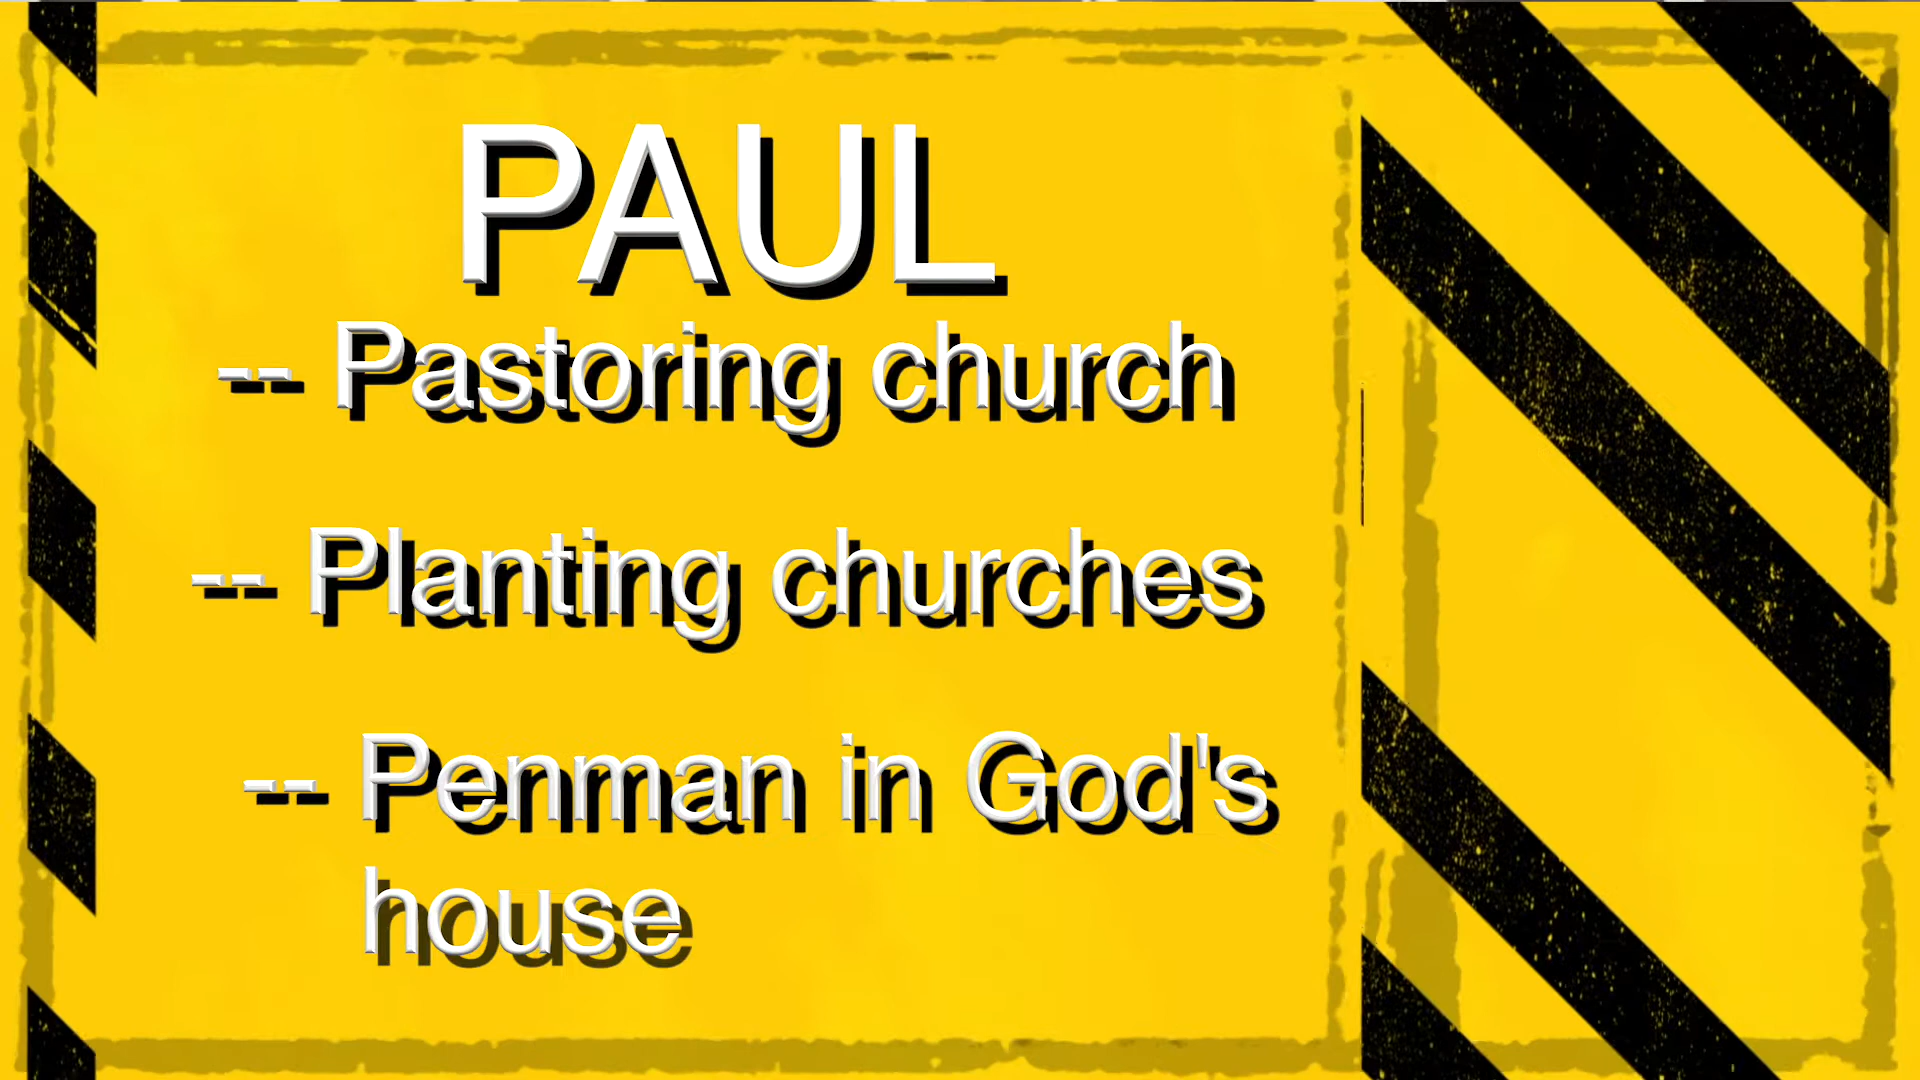 PAUL
-- Pastoring church
-- Planting churches
-- Penman in God's
house